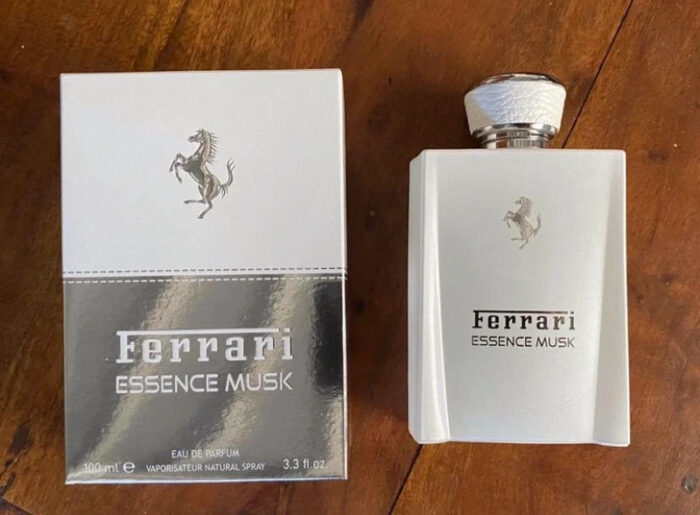 Ferrari
ESSENCE MUSK
EAU DE PARFUM
100 ml e VAPORISATEUR NATURAL SPRAY 3.3 fl.oz.
Ferrari
ESSENCE MUSK